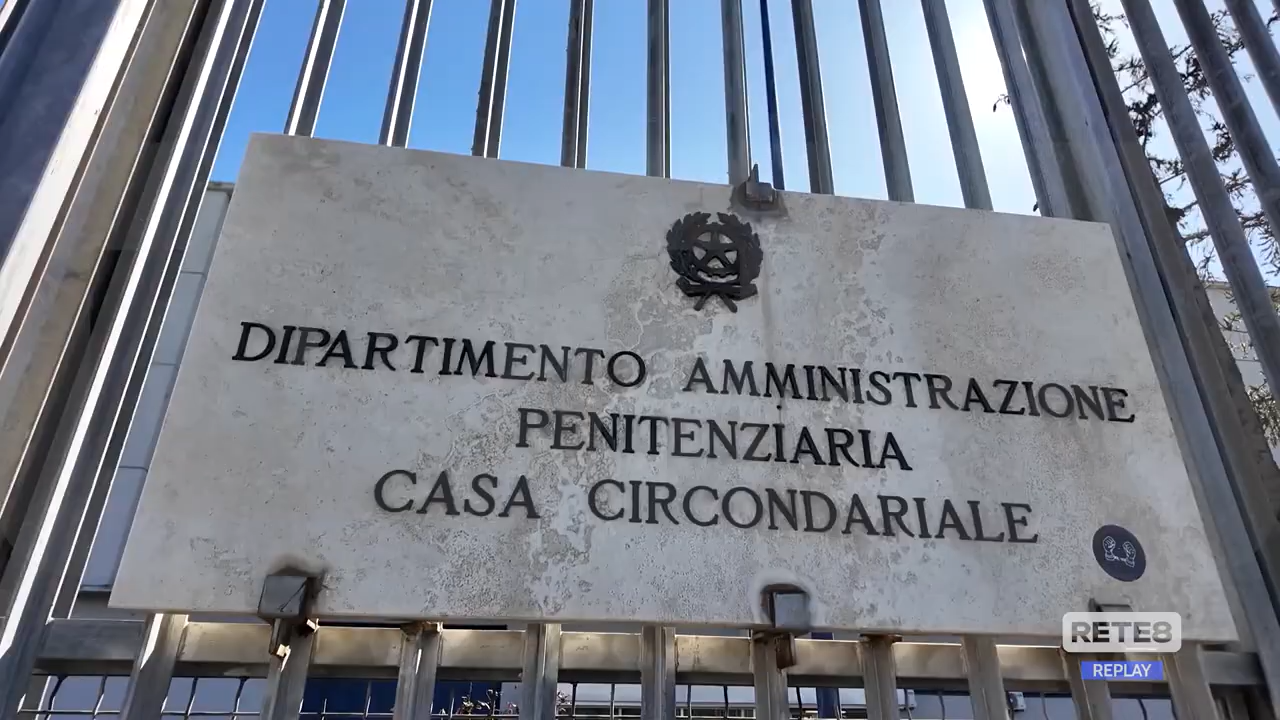 DIPARTIMENTO AMMINISTRAZIONE
PENITENZIARIA
CASA CIRCONDARIALE
RETE8
REPLAY